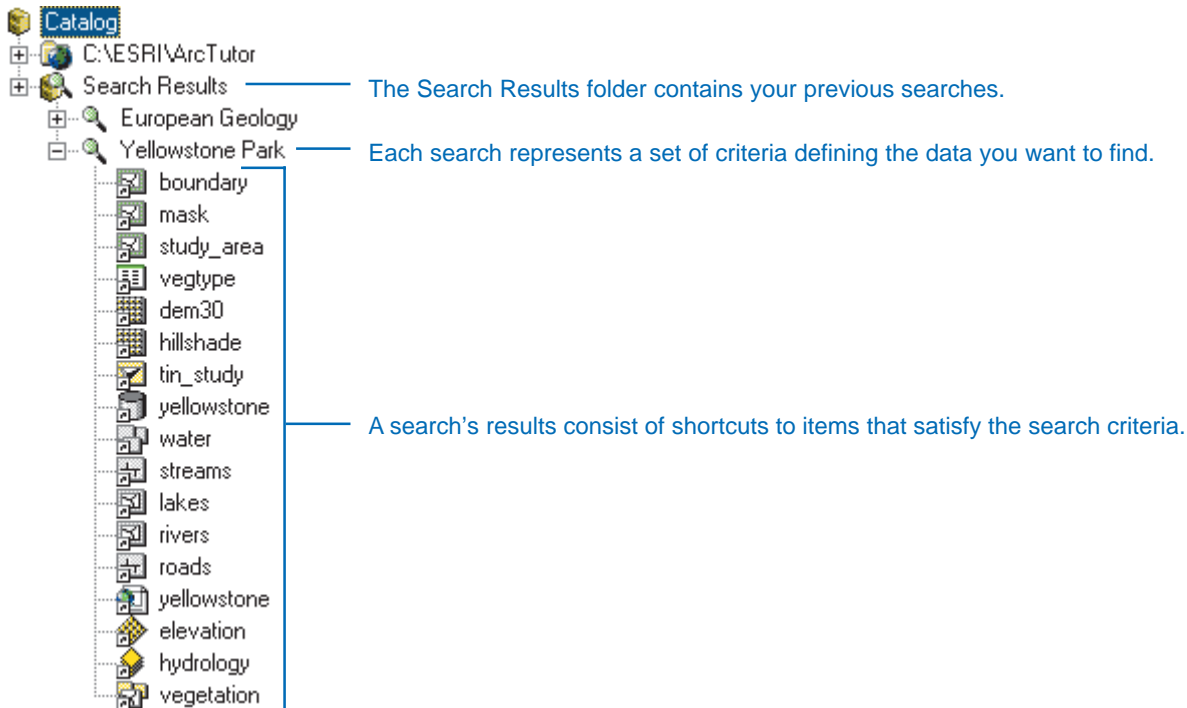 Catalog
C:\ESRI\ArcTutor
Search Results
The Search Results folder contains your previous searches.
European Geology
Yellowstone Park
Each search represents a set of criteria defining the data you want to find.
boundary
mask
study_area
vegtype
dem30
hillshade
tin_study
yellowstone
water
A search's results consist of shortcuts to items that satisfy the search criteria.
streams
lakes
rivers
roads
yellowstone
elevation
hydrology
vegetation